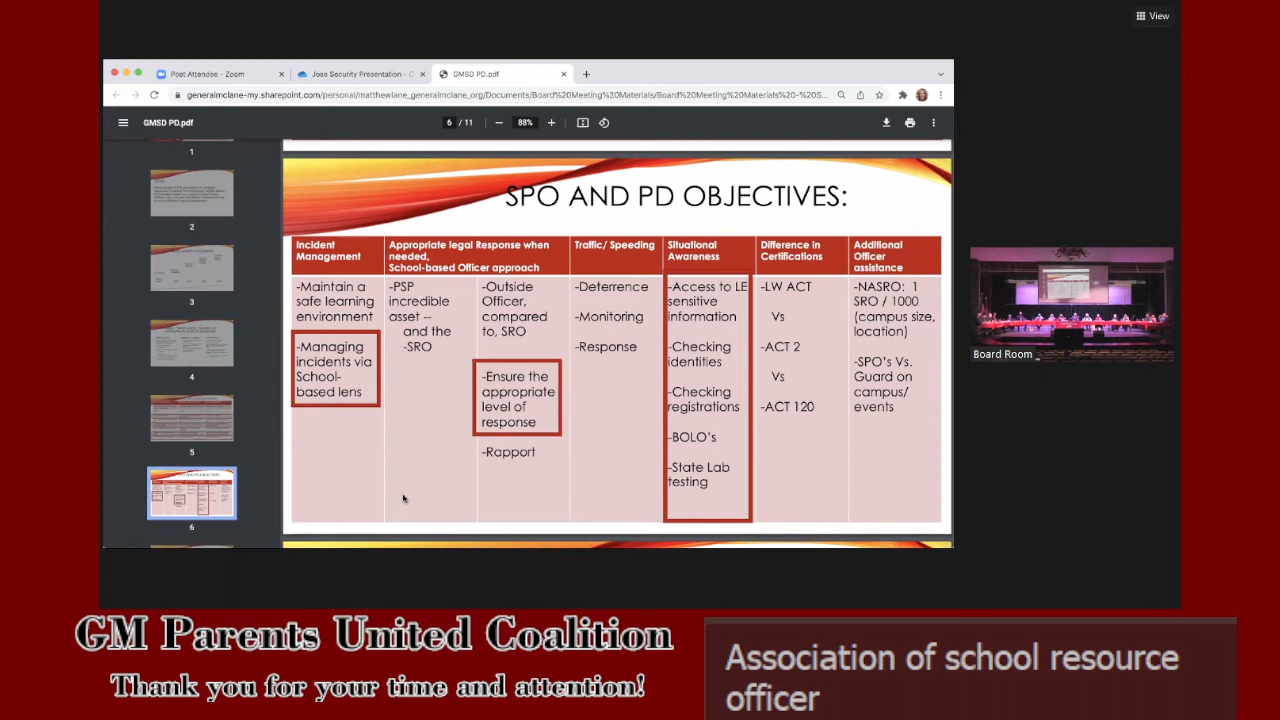 View
Post Attendee - Zoom
Jose Security Presentation - C
GMSD PD.pdf
generalmclane-my.sharepoint.com/personal/matthewlane_generalmclane_org/Documents/Board%20Meeting%20Materials/Board%20Meeting%20Materials%20-%20S...
GMSD PD.pdf
6 / 11
88%
1
2
3
4
5
6
SPO AND PD OBJECTIVES:
Incident
Management
Appropriate legal Response when
needed,
School-based Officer approach
Traffic/ Speeding
Situational
Awareness
Difference in
Certifications
Additional
Officer
assistance
-Maintain a
safe learning
environment
-Managing
incidents via
School-
based lens
-PSP
incredible
asset --
and the
-SRO
-Outside
Officer,
compared
to, SRO
-Ensure the
appropriate
level of
response
-Rapport
-Deterrence
-Monitoring
-Response
-Access to LE
sensitive
information
-Checking
identities
-Checking
registrations
-BOLO's
-State Lab
testing
-LW ACT
Vs
-ACT 2
Vs
-ACT 120
-NASRO: 1
SRO / 1000
(campus size,
location)
-SPO's Vs.
Guard on
campus/
events
Board Room
GM Parents United Coalition
Thank you for your time and attention!
Association of school resource
officer